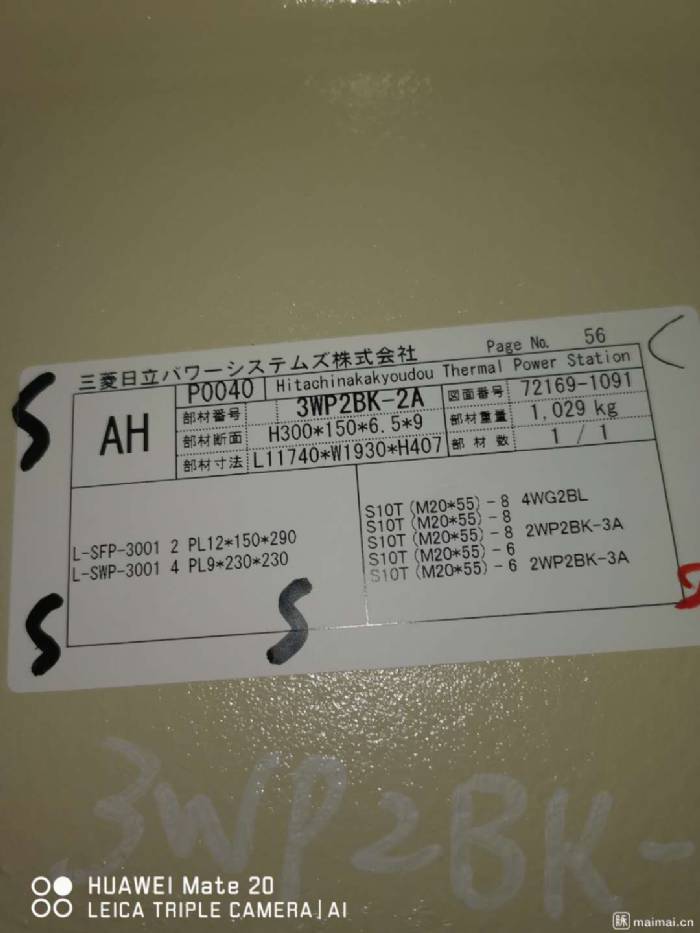 三菱日立パワーシステムズ株式会社 Page No. 56
AH P0040 Hitachinakakyoudou Thermal Power Station
部材番号 3WP2BK-2A 図面番号 72169-1091
部材断面 H300*150*6.5*9 部材重量 1,029 kg
部材寸法 L11740*W1930*H407 部材数 1 / 1
L-SFP-3001 2 PL12*150*290
L-SWP-3001 4 PL9*230*230
S10T (M20*55) -8 4WG2BL
S10T (M20*55) -8
S10T (M20*55) -8 2WP2BK-3A
S10T (M20*55) -6
S10T (M20*55) -6 2WP2BK-3A
S
S
S
S
3WP2BK-
HUAWEI Mate 20
LEICA TRIPLE CAMERA | AI
脉 maimai.cn